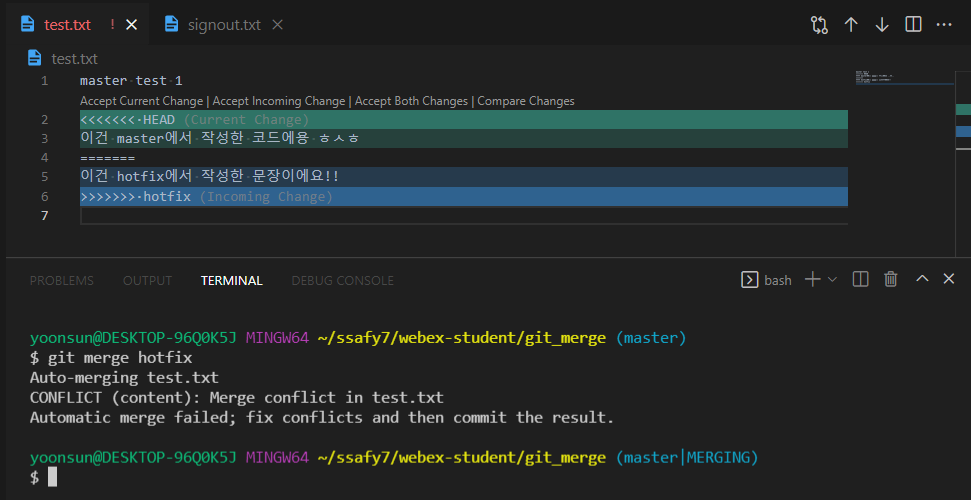 test.txt ! signout.txt
test.txt
1 master test 1
Accept Current Change | Accept Incoming Change | Accept Both Changes | Compare Changes
2 <<<<<<< HEAD (Current Change)
3 이건 master에서 작성한 코드에용 ㅎㅅㅎ
4 =======
5 이건 hotfix에서 작성한 문장이에요!!
6 >>>>>>> hotfix (Incoming Change)
7
PROBLEMS OUTPUT TERMINAL DEBUG CONSOLE bash
yoonsun@DESKTOP-96Q0K5J MINGW64 ~/ssafy7/webex-student/git_merge (master)
$ git merge hotfix
Auto-merging test.txt
CONFLICT (content): Merge conflict in test.txt
Automatic merge failed; fix conflicts and then commit the result.
yoonsun@DESKTOP-96Q0K5J MINGW64 ~/ssafy7/webex-student/git_merge (master|MERGING)
$